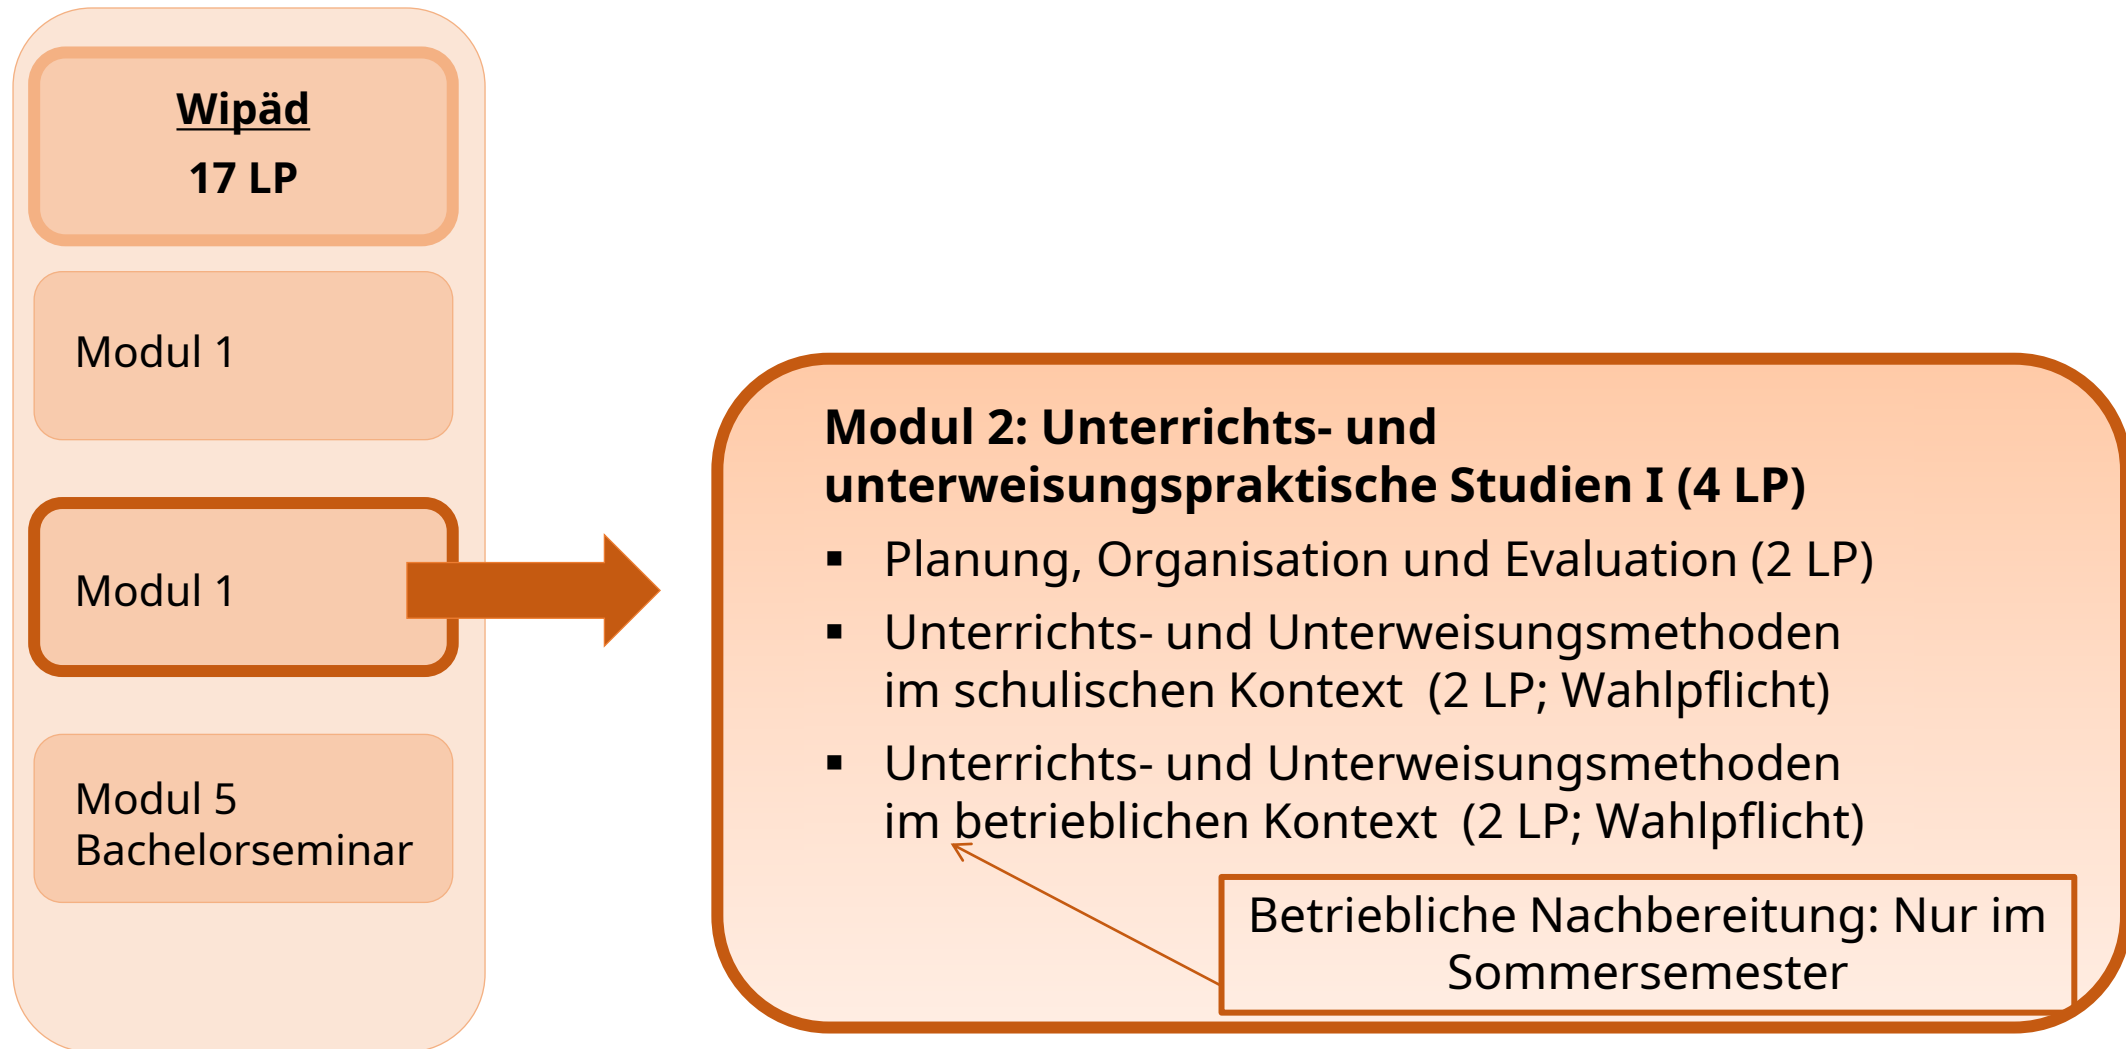 Wipäd
17 LP
Modul 1
Modul 1
Modul 5
Bachelorseminar
Modul 2: Unterrichts- und
unterweisungspraktische Studien I (4 LP)
▪ Planung, Organisation und Evaluation (2 LP)
▪ Unterrichts- und Unterweisungsmethoden
im schulischen Kontext (2 LP; Wahlpflicht)
▪ Unterrichts- und Unterweisungsmethoden
im betrieblichen Kontext (2 LP; Wahlpflicht)
Betriebliche Nachbereitung: Nur im
Sommersemester